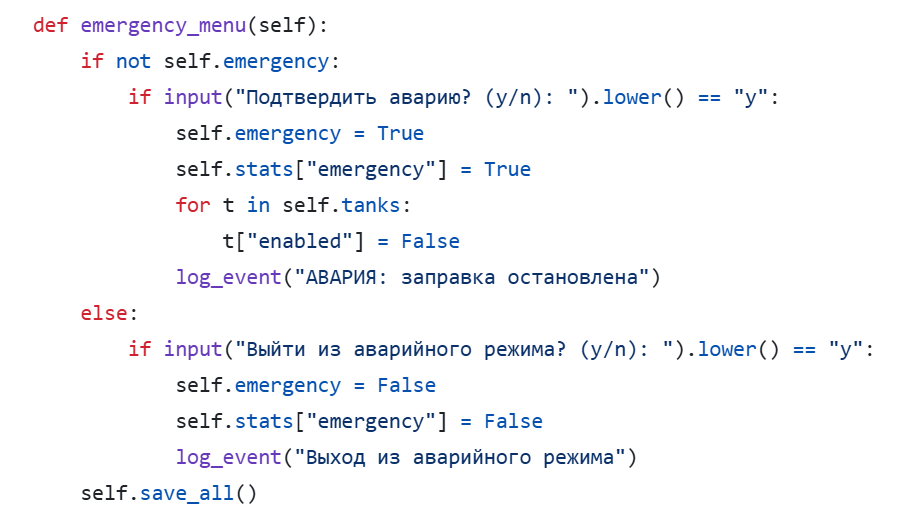 def emergency_menu(self):
    if not self.emergency:
        if input("Подтвердить аварию? (y/n): ").lower() == "y":
            self.emergency = True
            self.stats["emergency"] = True
            for t in self.tanks:
                t["enabled"] = False
            log_event("АВАРИЯ: заправка остановлена")
    else:
        if input("Выйти из аварийного режима? (y/n): ").lower() == "y":
            self.emergency = False
            self.stats["emergency"] = False
            log_event("Выход из аварийного режима")
    self.save_all()